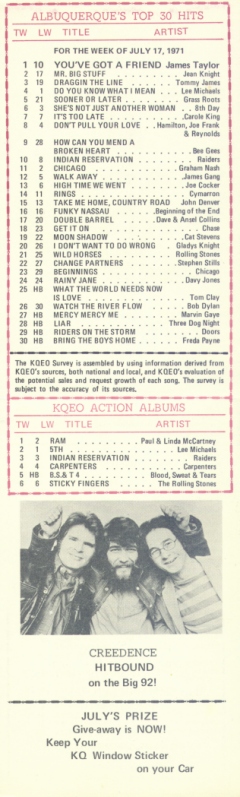 ALBUQUERQUE'S TOP 30 HITS
TW LW TITLE ARTIST
FOR THE WEEK OF JULY 17, 1971
1 10 YOU'VE GOT A FRIEND James Taylor
2 17 MR. BIG STUFF . . . . . . . . Jean Knight
3 19 DRAGGIN THE LINE . . . . . Tommy James
4 1 DO YOU KNOW WHAT I MEAN . . Lee Michaels
5 21 SOONER OR LATER . . . . . . Grass Roots
6 3 SHE'S NOT JUST ANOTHER WOMAN . 8th Day
7 7 IT'S TOO LATE . . . . . . . Carole King
8 4 DON'T PULL YOUR LOVE . Hamilton, Joe Frank
& Reynolds
9 28 HOW CAN YOU MEND A
BROKEN HEART . . . . . . . . Bee Gees
10 8 INDIAN RESERVATION . . . . . . Raiders
11 2 CHICAGO . . . . . . . . . Graham Nash
12 5 WALK AWAY . . . . . . . . James Gang
13 6 HIGH TIME WE WENT . . . . . Joe Cocker
14 11 RINGS . . . . . . . . . . . Cymarron
15 13 TAKE ME HOME, COUNTRY ROAD John Denver
16 16 FUNKY NASSAU . . . . . Beginning of the End
17 20 DOUBLE BARREL . . . . Dave & Ansel Collins
18 23 GET IT ON . . . . . . . . . . . Chase
19 22 MOON SHADOW . . . . . . . Cat Stevens
20 26 I DON'T WANT TO DO WRONG . Gladys Knight
21 25 WILD HORSES . . . . . . . Rolling Stones
22 27 CHANGE PARTNERS . . . . . Stephen Stills
23 29 BEGINNINGS . . . . . . . . . . Chicago
24 24 RAINY JANE . . . . . . . . . Davy Jones
25 HB WHAT THE WORLD NEEDS NOW
IS LOVE . . . . . . . . . . . Tom Clay
26 30 WATCH THE RIVER FLOW . . . . Bob Dylan
27 HB MERCY MERCY ME . . . . . Marvin Gaye
28 HB LIAR . . . . . . . . . Three Dog Night
29 HB RIDERS ON THE STORM . . . . . . Doors
30 HB BRING THE BOYS HOME . . . . Freda Payne
The KQEO Survey is assembled by using information derived from
KQEO's sources, both national and local, and KQEO's evaluation of
the potential sales and request growth of each song. The survey is
subject to the accuracy of its sources.
KQEO ACTION ALBUMS
TW LW TITLE ARTIST
1 2 RAM . . . . . . . . . Paul & Linda McCartney
2 1 5TH . . . . . . . . . . . . Lee Michaels
3 3 INDIAN RESERVATION . . . . . . . Raiders
4 4 CARPENTERS . . . . . . . . . . Carpenters
5 HB B.S.& T 4 . . . . . . . Blood, Sweat & Tears
6 6 STICKY FINGERS . . . . The Rolling Stones
CREEDENCE
HITBOUND
on the Big 92!
JULY'S PRIZE
Give-away is NOW!
Keep Your
KQ Window Sticker
on your Car